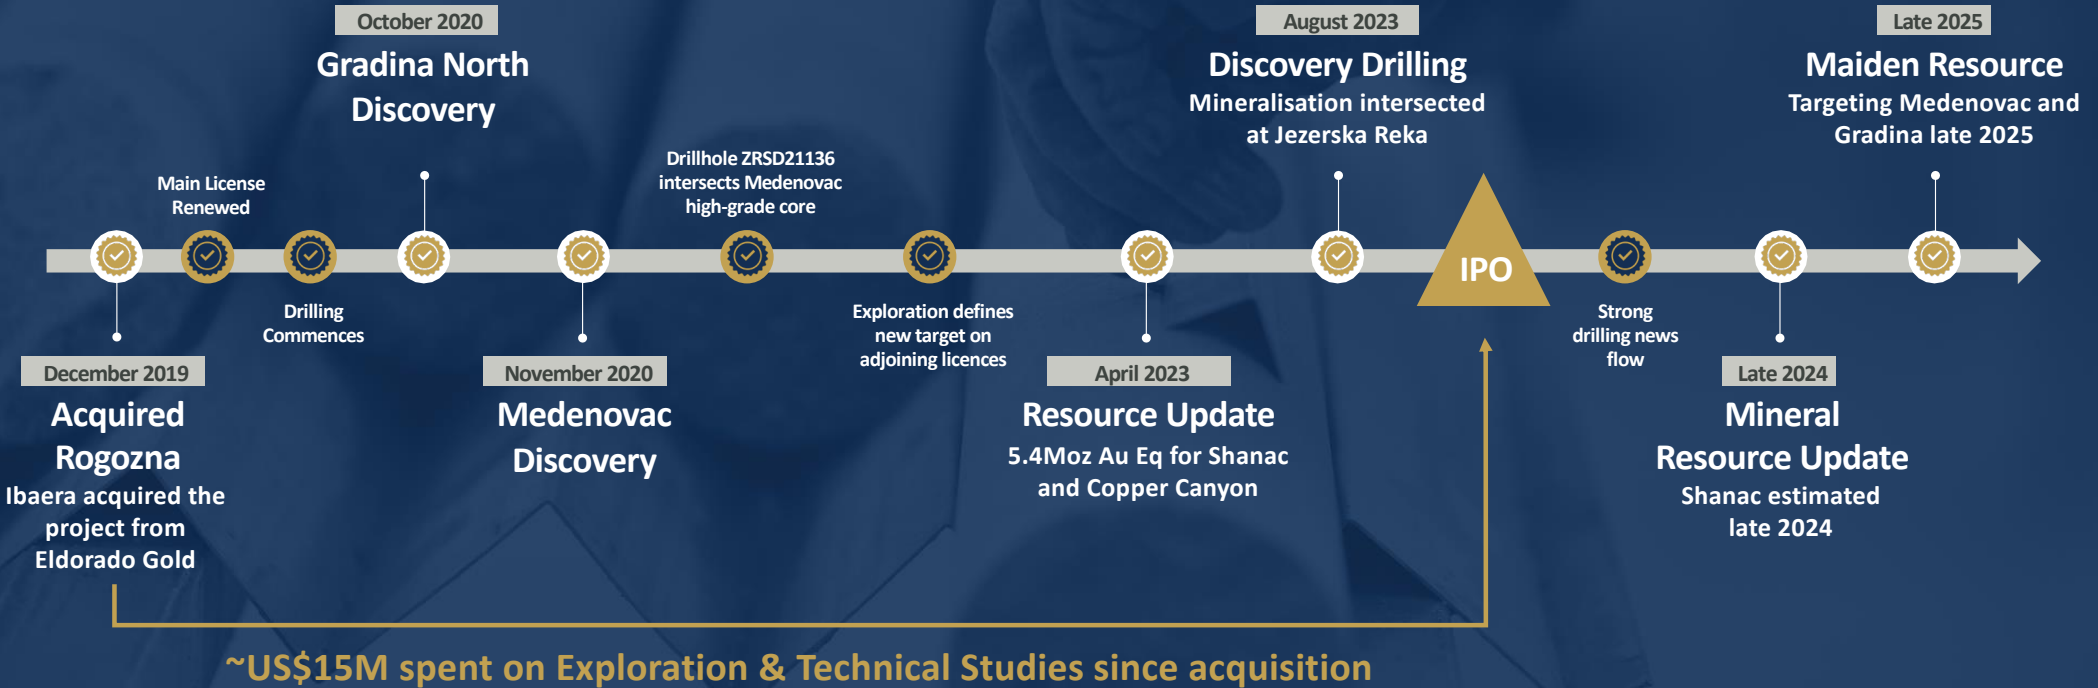 December 2019
Acquired
Rogozna
Ibaera acquired the
project from
Eldorado Gold
Main License
Renewed
Drilling
Commences
October 2020
Gradina North
Discovery
November 2020
Medenovac
Discovery
Drillhole ZRSD21136
intersects Medenovac
high-grade core
Exploration defines
new target on
adjoining licences
April 2023
Resource Update
5.4Moz Au Eq for Shanac
and Copper Canyon
August 2023
Discovery Drilling
Mineralisation intersected
at Jezerska Reka
IPO
Strong
drilling news
flow
Late 2024
Mineral
Resource Update
Shanac estimated
late 2024
Late 2025
Maiden Resource
Targeting Medenovac and
Gradina late 2025
~US$15M spent on Exploration & Technical Studies since acquisition